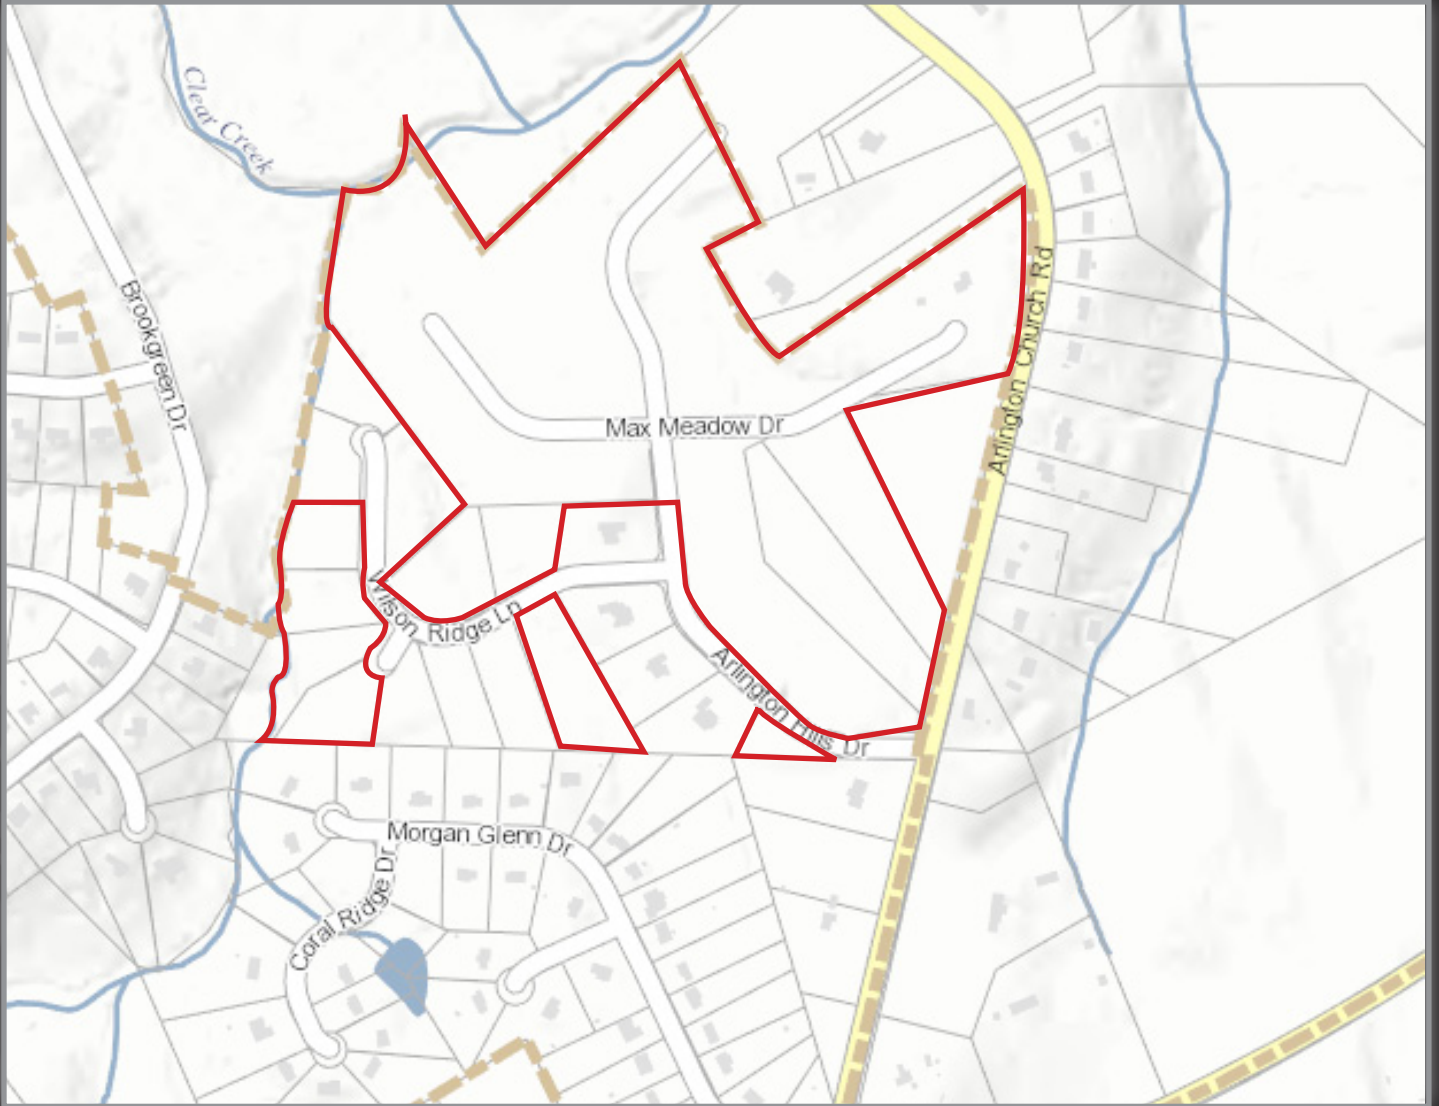 Clear Creek
Brookgreen Dr
Arlington Church Rd
Max Meadow Dr
Wilson Ridge Ln
Arlington Hills Dr
Morgan Glenn Dr
Coral Ridge Dr